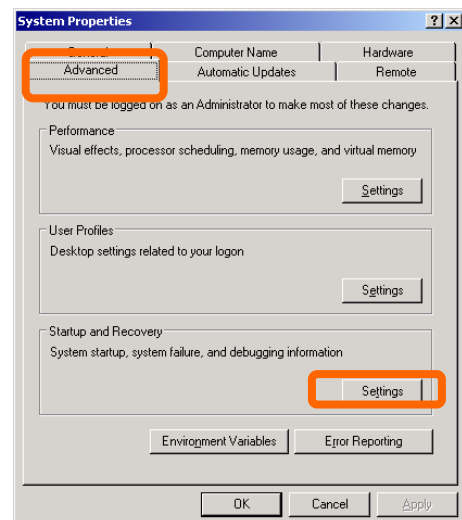 System Properties
General Computer Name Hardware
Advanced Automatic Updates Remote
You must be logged on as an Administrator to make most of these changes.
Performance
Visual effects, processor scheduling, memory usage, and virtual memory
Settings
User Profiles
Desktop settings related to your logon
Settings
Startup and Recovery
System startup, system failure, and debugging information
Settings
Environment Variables Error Reporting
OK Cancel Apply